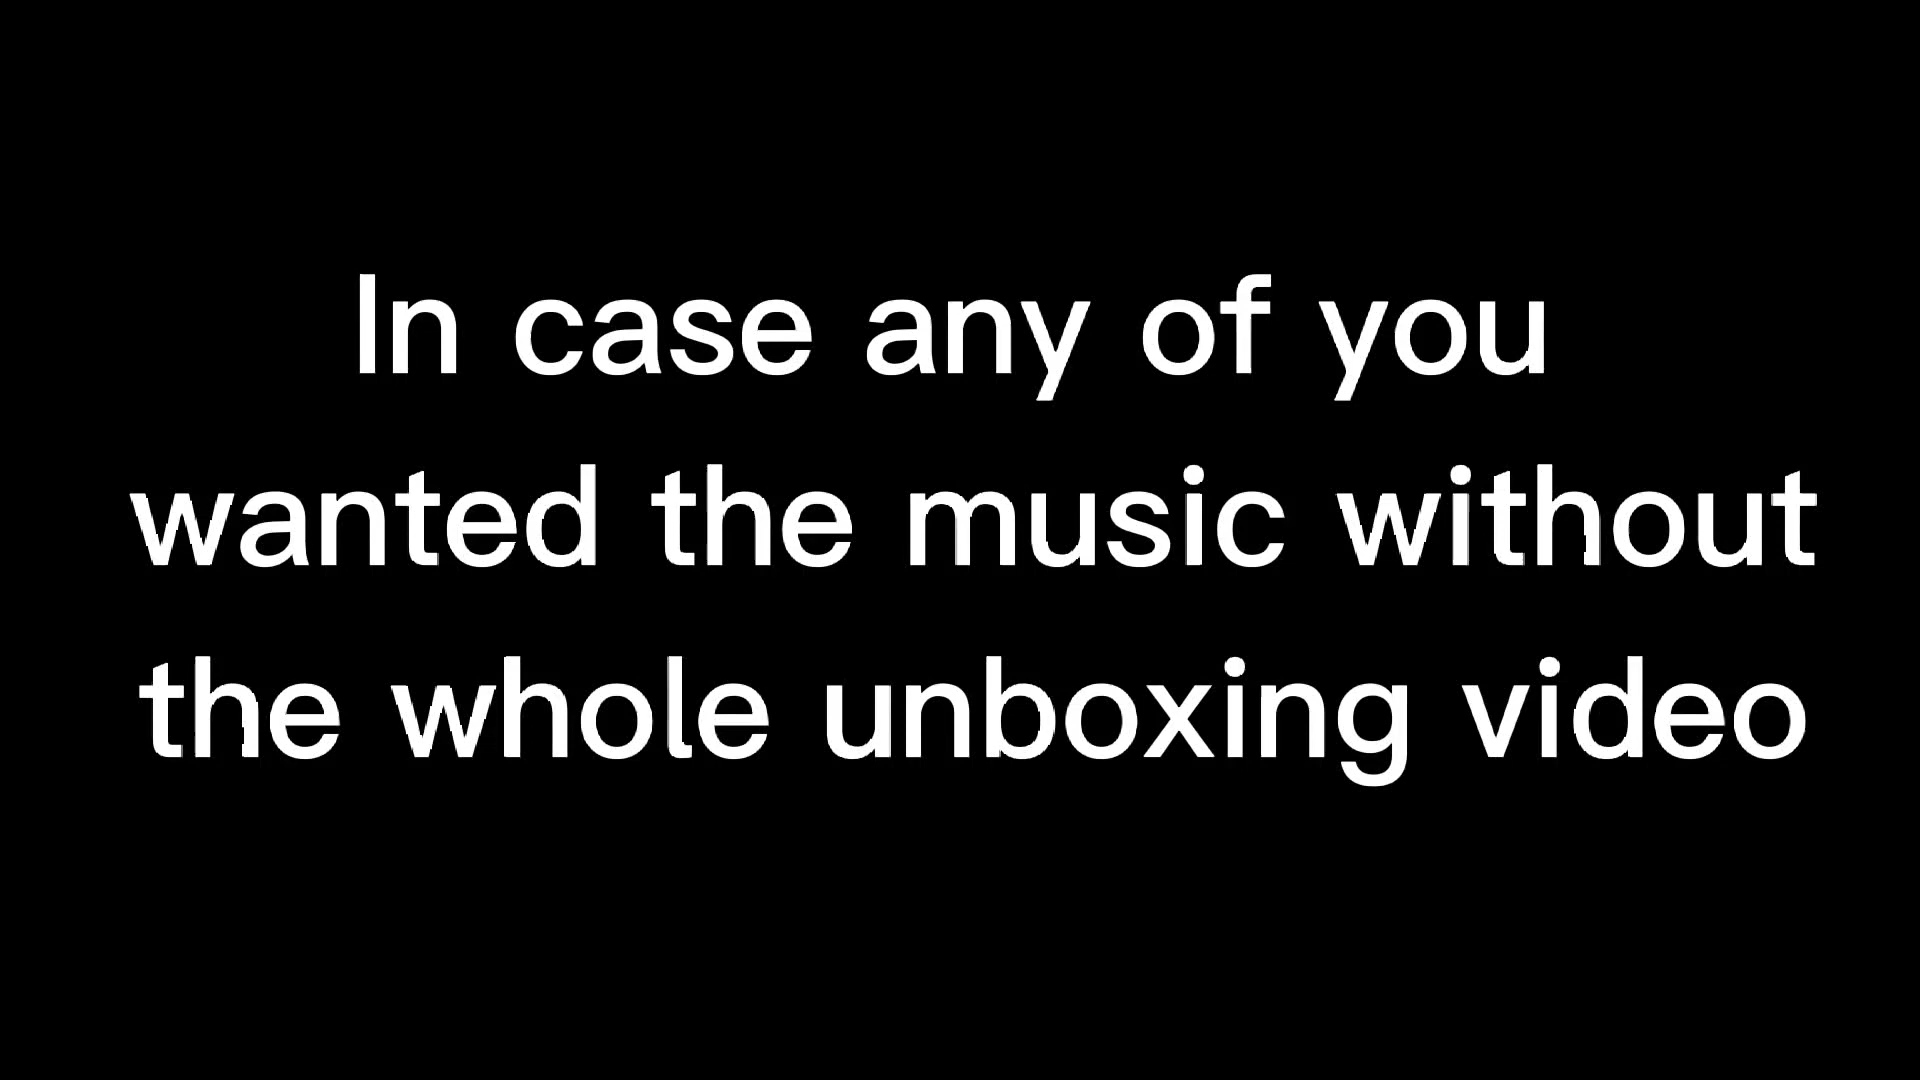 In case any of you
wanted the music without
the whole unboxing video